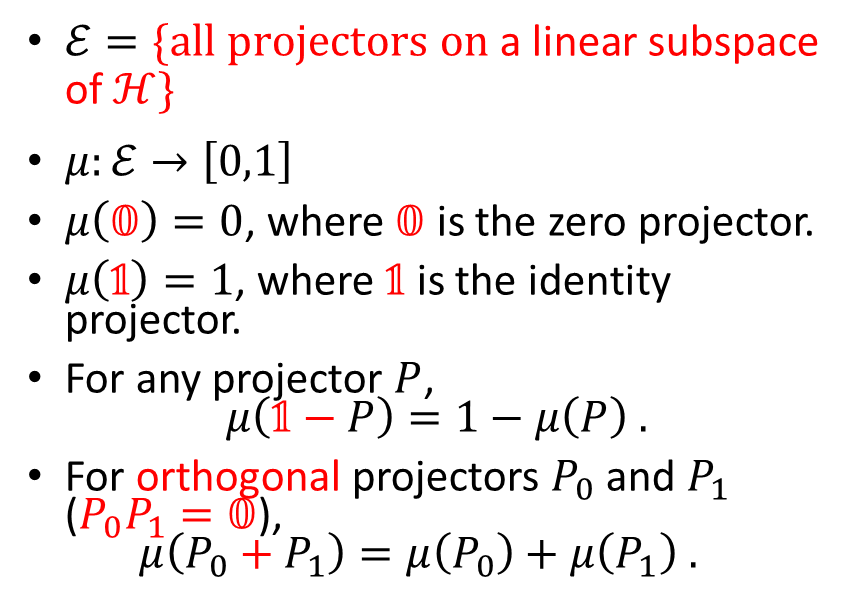 • ℰ = {all projectors on a linear subspace
of ℋ}
• μ: ℰ → [0,1]
• μ(𝟘) = 0, where 𝟘 is the zero projector.
• μ(𝟙) = 1, where 𝟙 is the identity
projector.
• For any projector P,
μ(𝟙 − P) = 1 − μ(P) .
• For orthogonal projectors P₀ and P₁
(P₀P₁ = 𝟘),
μ(P₀ + P₁) = μ(P₀) + μ(P₁) .